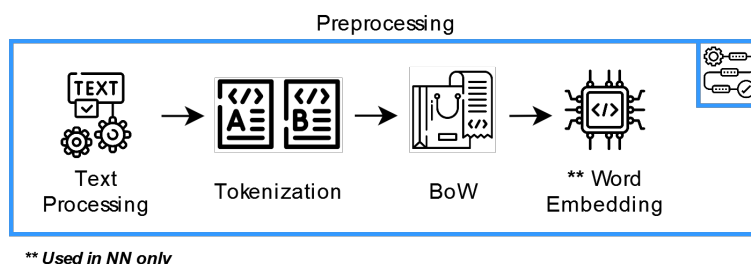 Preprocessing
TEXT
</>
A
</>
B
</>
</>
Text
Processing
Tokenization
BoW
** Word
Embedding
** Used in NN only